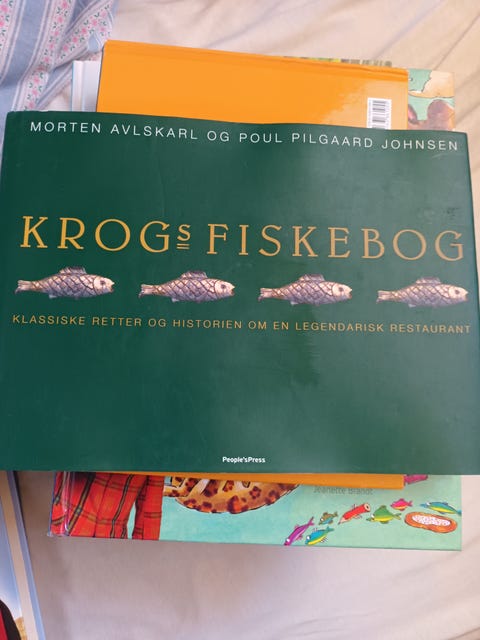 MORTEN AVLSKARL OG POUL PILGAARD JOHNSEN
KROGs FISKEBOG
KLASSISKE RETTER OG HISTORIEN OM EN LEGENDARISK RESTAURANT
People'sPress
Jeanette Brandt